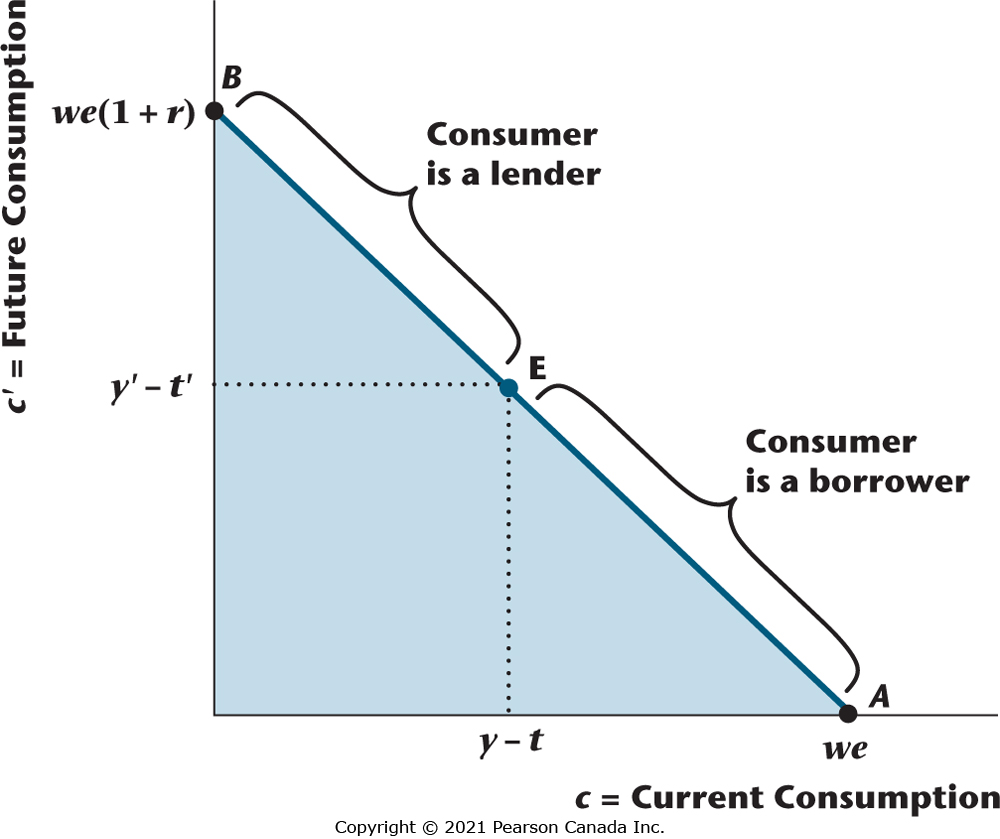 c' = Future Consumption
B
we(1 + r)
Consumer
is a lender
E
y' – t'
Consumer
is a borrower
A
y – t
we
c = Current Consumption
Copyright © 2021 Pearson Canada Inc.